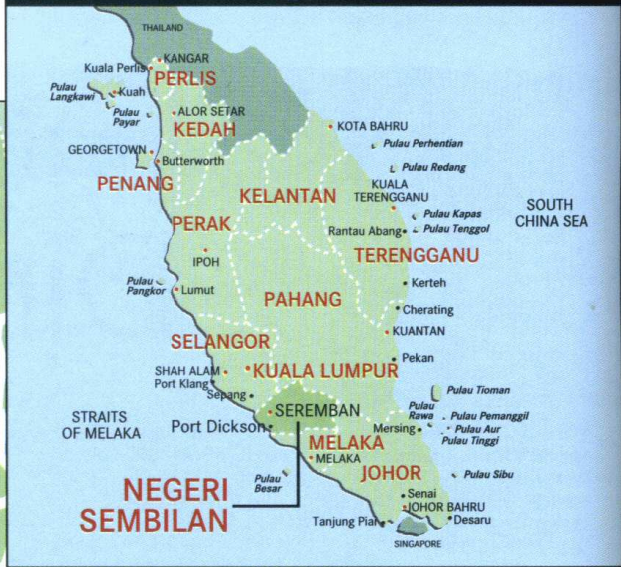 THAILAND
KANGAR
Kuala Perlis
PERLIS
Pulau
Langkawi
Kuah
Pulau
Payar
ALOR SETAR
KEDAH
KOTA BAHRU
Pulau Perhentian
GEORGETOWN
Butterworth
Pulau Redang
PENANG
KELANTAN
KUALA
TERENGGANU
SOUTH
CHINA SEA
Pulau Kapas
PERAK
Rantau Abang
Pulau Tenggol
TERENGGANU
IPOH
Pulau
Pangkor
Lumut
Kerteh
PAHANG
Cherating
KUANTAN
SELANGOR
Pekan
SHAH ALAM
KUALA LUMPUR
Port Klang
Sepang
Pulau Tioman
STRAITS
OF MELAKA
SEREMBAN
Pulau
Rawa
Pulau Pemanggil
Port Dickson
Mersing
Pulau Aur
Pulau Tinggi
MELAKA
MELAKA
JOHOR
Pulau Sibu
Pulau
Besar
NEGERI
SEMBILAN
Senai
JOHOR BAHRU
Tanjung Piai
Desaru
SINGAPORE